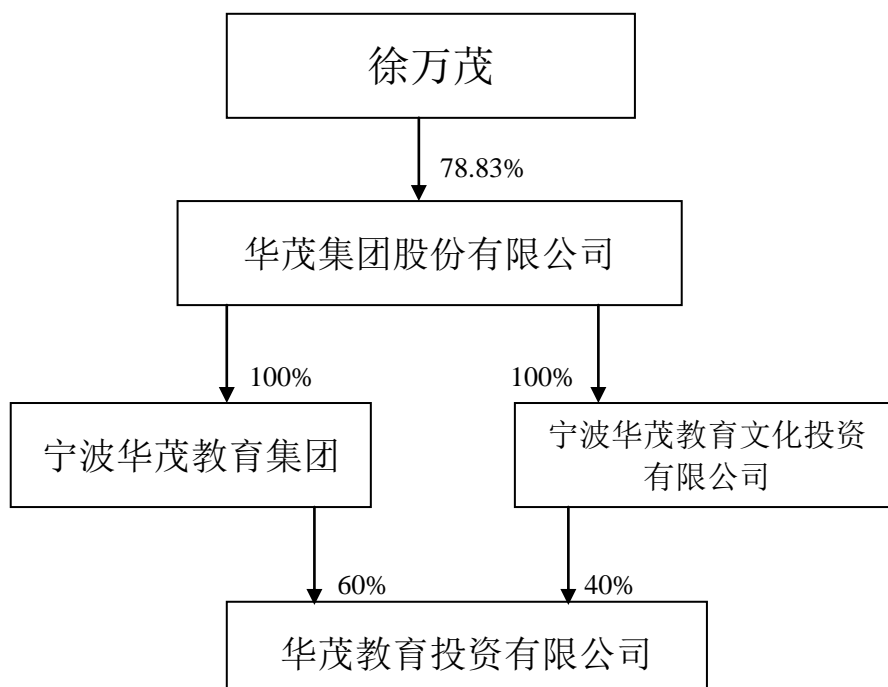 徐万茂
78.83%
华茂集团股份有限公司
100%
100%
宁波华茂教育集团
宁波华茂教育文化投资
有限公司
60%
40%
华茂教育投资有限公司